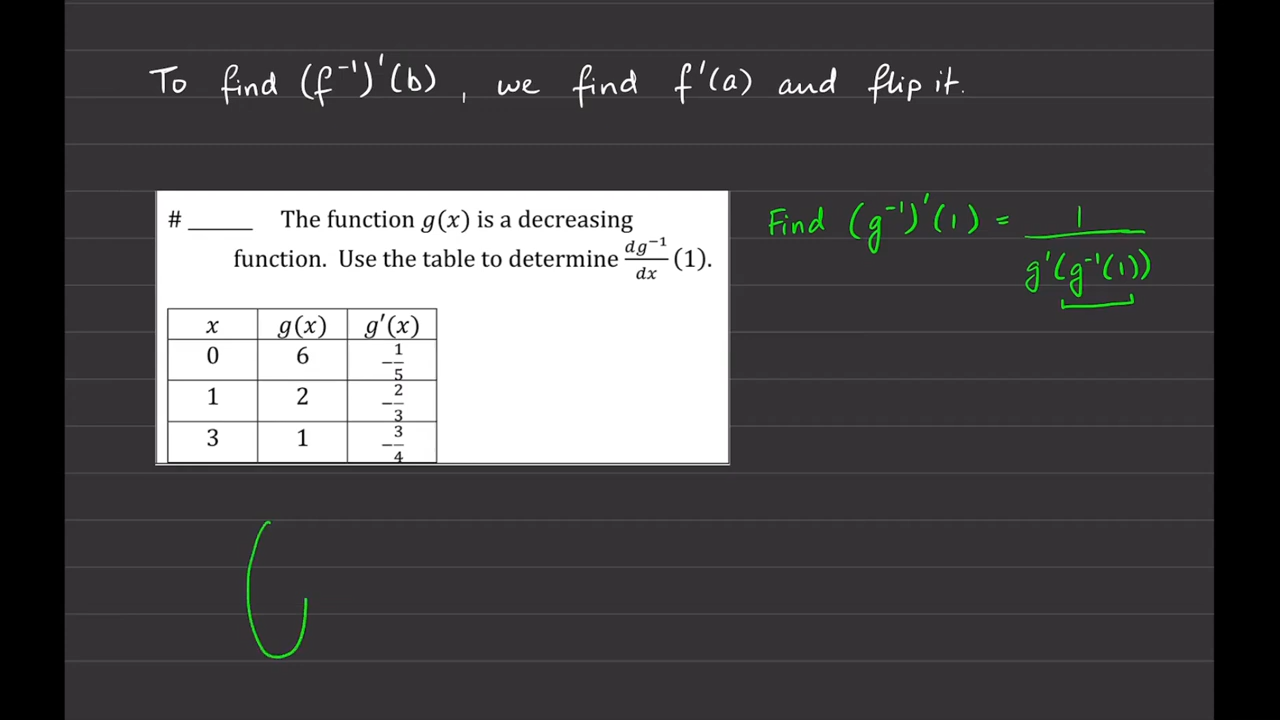 To find (f⁻¹)'(b), we find f'(a) and flip it.
# _____ The function g(x) is a decreasing
function. Use the table to determine dg⁻¹/dx (1).
Find (g⁻¹)'(1) = 1/g'(g⁻¹(1))
x g(x) g′(x)
0 6 −1/5
1 2 −2/3
3 1 −3/4